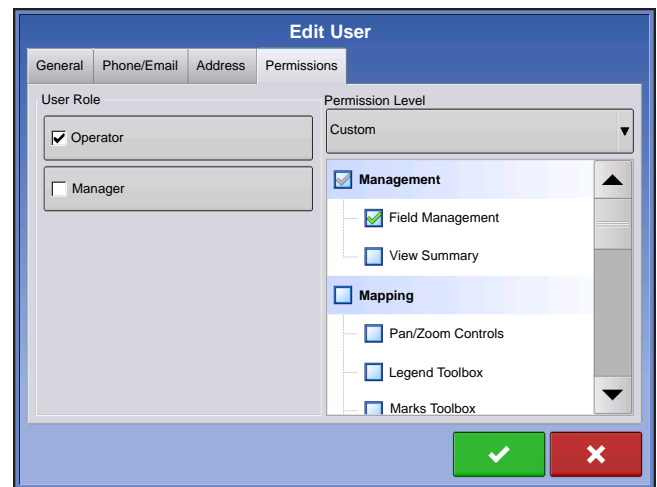 Edit User
General Phone/Email Address Permissions
User Role
Operator
Manager
Permission Level
Custom
Management
Field Management
View Summary
Mapping
Pan/Zoom Controls
Legend Toolbox
Marks Toolbox